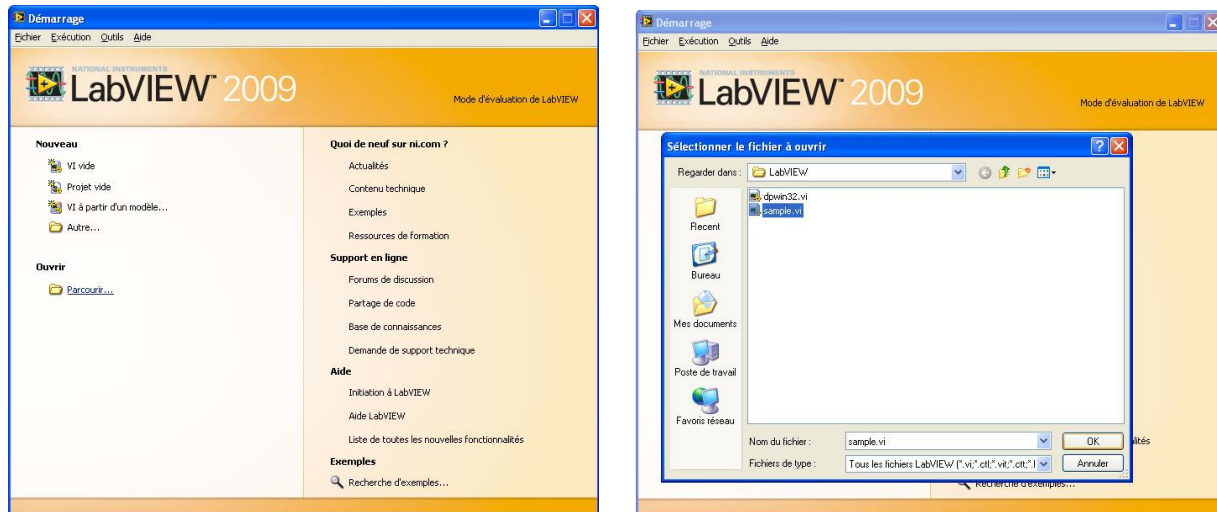 Démarrage
Fichier Exécution Outils Aide
NATIONAL INSTRUMENTS
LabVIEW™ 2009
Mode d'évaluation de LabVIEW
Nouveau
VI vide
Projet vide
VI à partir d'un modèle...
Autre...
Ouvrir
Parcourir...
Quoi de neuf sur ni.com ?
Actualités
Contenu technique
Exemples
Ressources de formation
Support en ligne
Forums de discussion
Partage de code
Base de connaissances
Demande de support technique
Aide
Initiation à LabVIEW
Aide LabVIEW
Liste de toutes les nouvelles fonctionnalités
Exemples
Recherche d'exemples...
Démarrage
Fichier Exécution Outils Aide
NATIONAL INSTRUMENTS
LabVIEW™ 2009
Mode d'évaluation de LabVIEW
Sélectionner le fichier à ouvrir
Regarder dans : LabVIEW
dpwin32.vi
sample.vi
Recent
Bureau
Mes documents
Poste de travail
Favoris réseau
Nom du fichier : sample.vi OK
Fichiers de type : Tous les fichiers LabVIEW (*.vi;*.ctl;*.vit;*.ctt;*.l Annuler
lités
Recherche d'exemples...